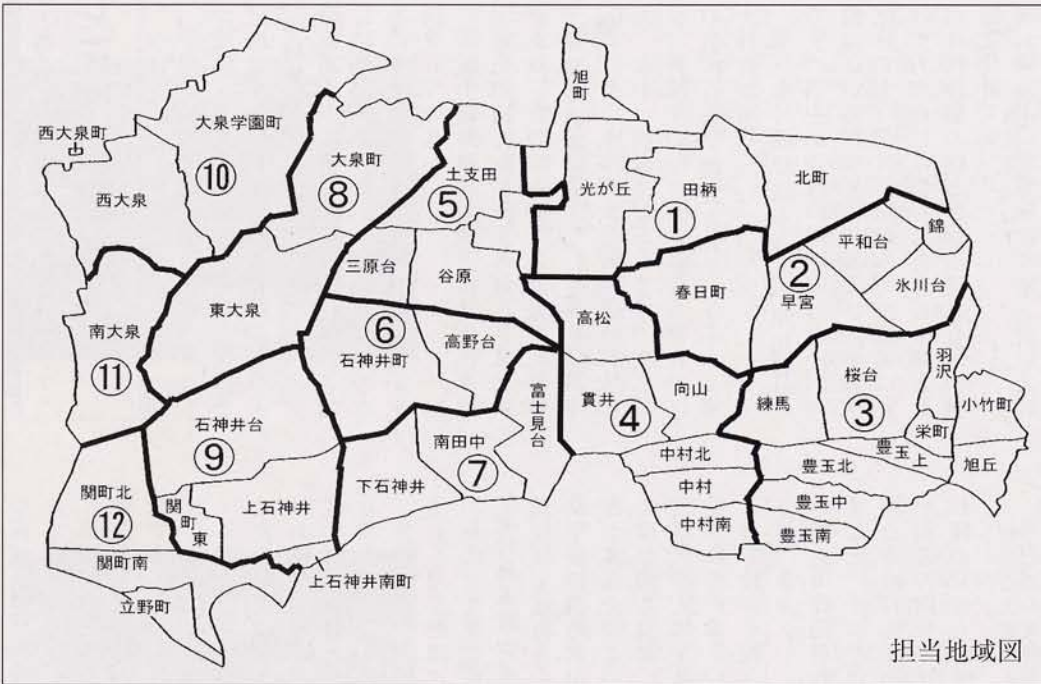 旭町
西大泉町
大泉学園町
⑩
大泉町
⑧
土支田
⑤
光が丘
田柄
①
北町
西大泉
平和台
錦
②
早宮
氷川台
三原台
谷原
春日町
東大泉
高松
南大泉
⑪
⑥
石神井町
高野台
羽沢
富士見台
貫井
④
向山
練馬
桜台
③
小竹町
栄町
石神井台
⑨
南田中
⑦
中村北
豊玉上
豊玉北
旭丘
関町北
⑫
関町東
上石神井
下石神井
中村
豊玉中
中村南
豊玉南
関町南
上石神井南町
立野町
担当地域図